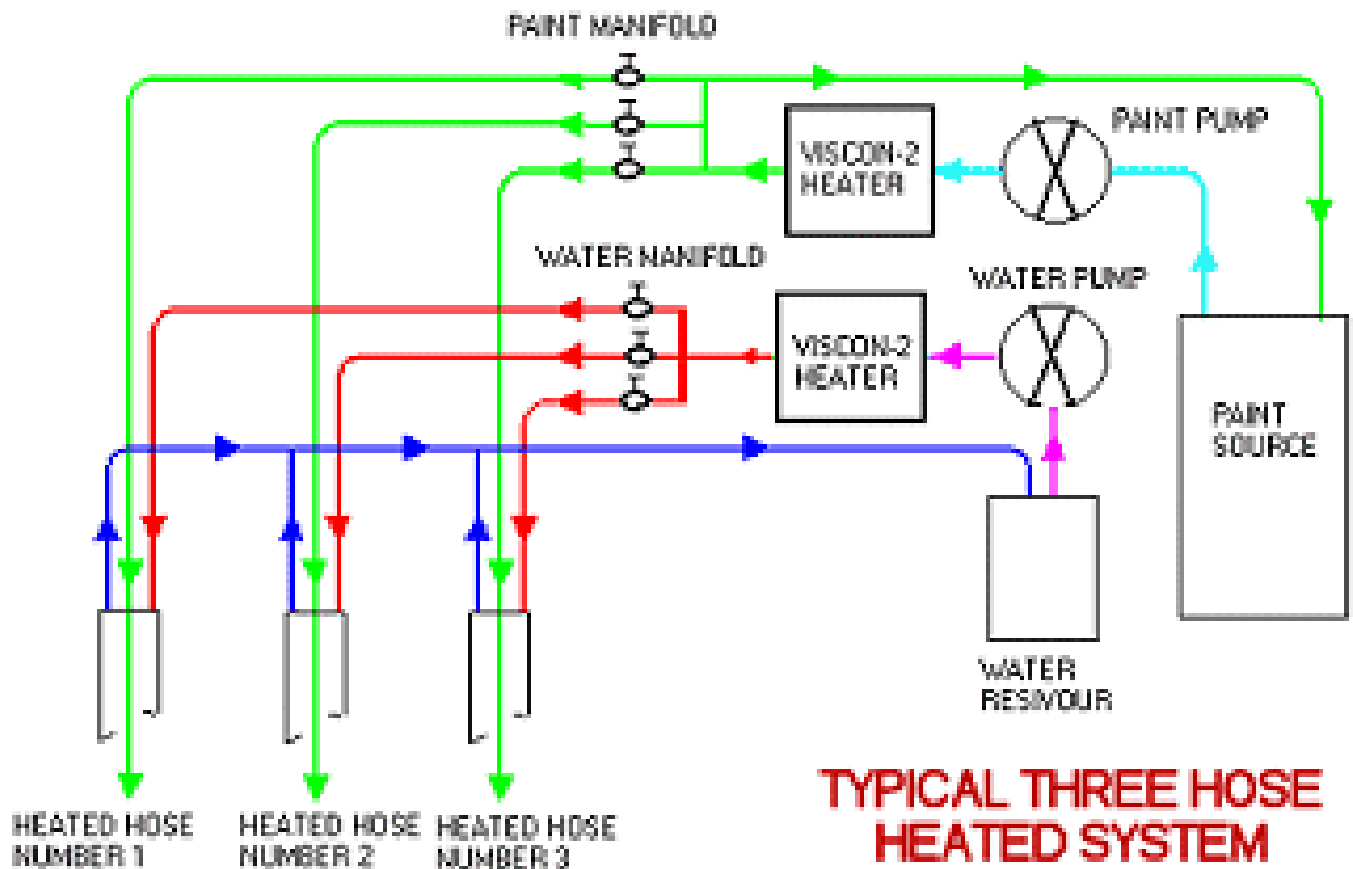 PAINT MANIFOLD
PAINT PUMP
VISCON-2
HEATER
WATER MANIFOLD
WATER PUMP
VISCON-2
HEATER
PAINT
SOURCE
WATER
RESIVOUR
TYPICAL THREE HOSE
HEATED SYSTEM
HEATED HOSE
NUMBER 1
HEATED HOSE
NUMBER 2
HEATED HOSE
NUMBER 3